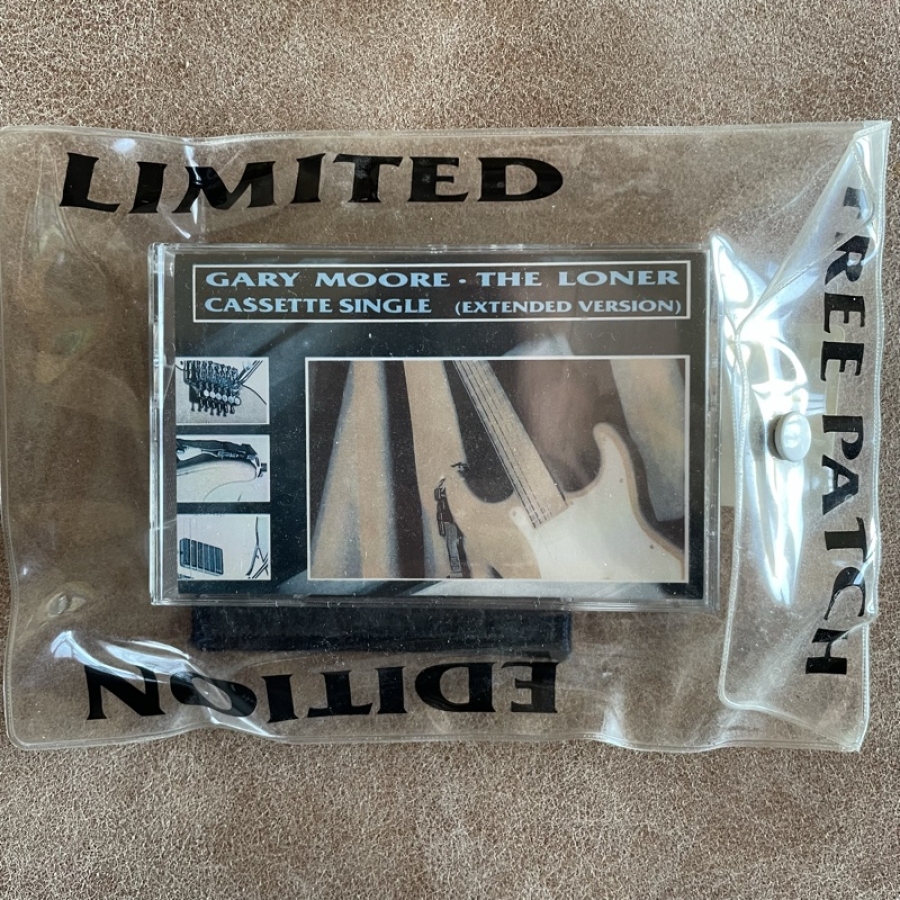 LIMITED
GARY MOORE · THE LONER
CASSETTE SINGLE (EXTENDED VERSION)
FREE PATCH
EDITION